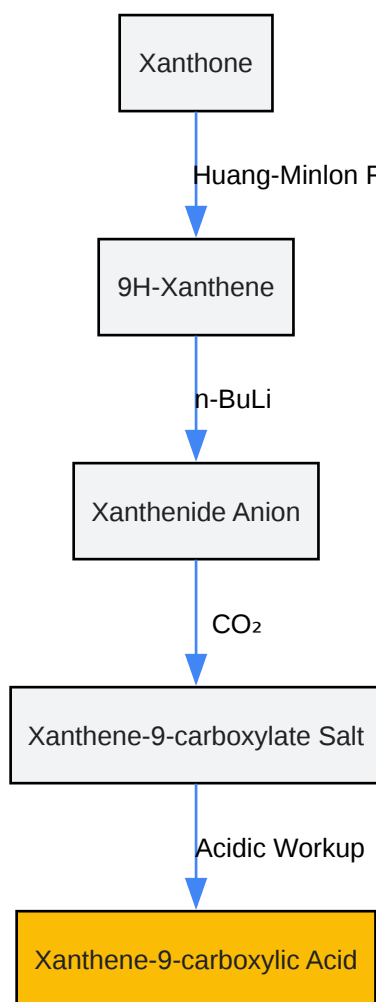 Xanthone
Huang-Minlon
9H-Xanthene
n-BuLi
Xanthenide Anion
CO₂
Xanthene-9-carboxylate Salt
Acidic Workup
Xanthene-9-carboxylic Acid